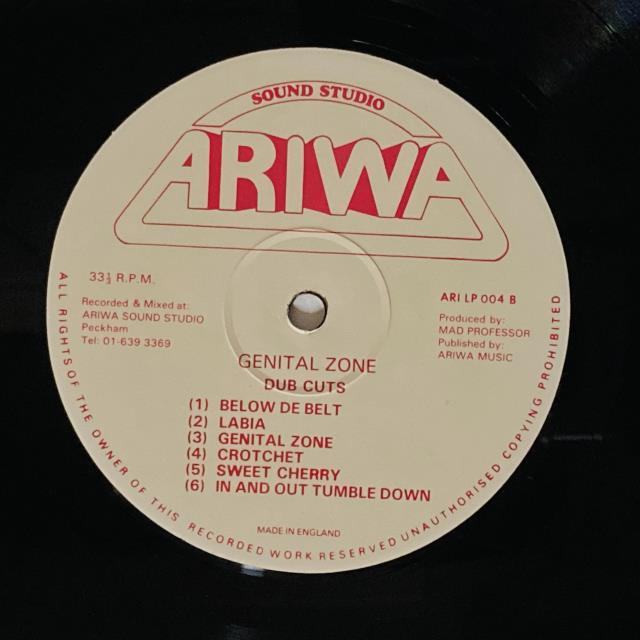 SOUND STUDIO
ARIWA
33⅓ R.P.M.
Recorded & Mixed at:
ARIWA SOUND STUDIO
Peckham
Tel: 01-639 3369
ARI LP 004 B
Produced by:
MAD PROFESSOR
Published by:
ARIWA MUSIC
GENITAL ZONE
DUB CUTS
(1) BELOW DE BELT
(2) LABIA
(3) GENITAL ZONE
(4) CROTCHET
(5) SWEET CHERRY
(6) IN AND OUT TUMBLE DOWN
MADE IN ENGLAND
ALL RIGHTS OF THE OWNER OF THIS RECORDED WORK RESERVED UNAUTHORISED COPYING PROHIBITED